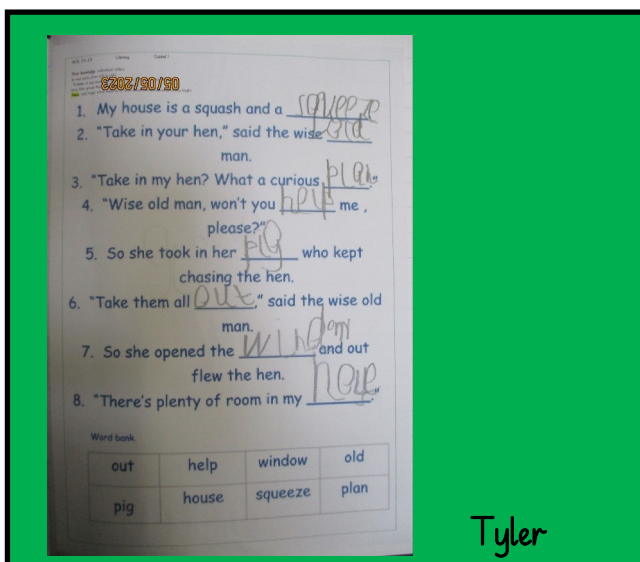 05/05/2023
1. My house is a squash and a squeeze
2. “Take in your hen,” said the wise old
man.
3. “Take in my hen? What a curious plan.”
4. “Wise old man, won’t you help me ,
please?”
5. So she took in her pig who kept
chasing the hen.
6. “Take them all out,” said the wise old
man.
7. So she opened the window and out
flew the hen.
8. “There’s plenty of room in my .”
Word bank.
out help window old
pig house squeeze plan
Tyler